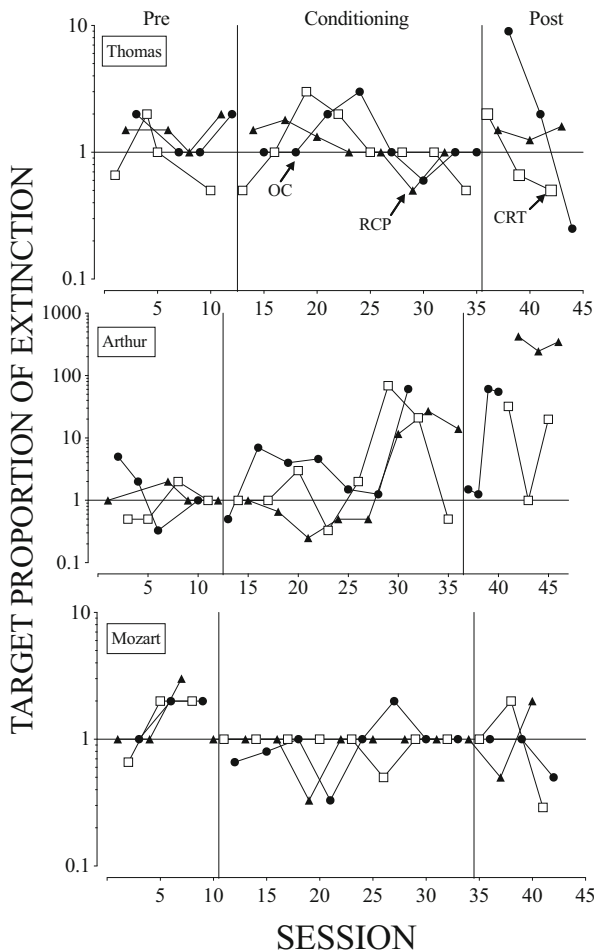 Pre Conditioning Post
TARGET PROPORTION OF EXTINCTION
10
Thomas
1
OC
RCP
CRT
0.1
5 10 15 20 25 30 35 40 45
1000
Arthur
100
10
1
0.1
5 10 15 20 25 30 35 40 45
10
Mozart
1
0.1
5 10 15 20 25 30 35 40 45
SESSION